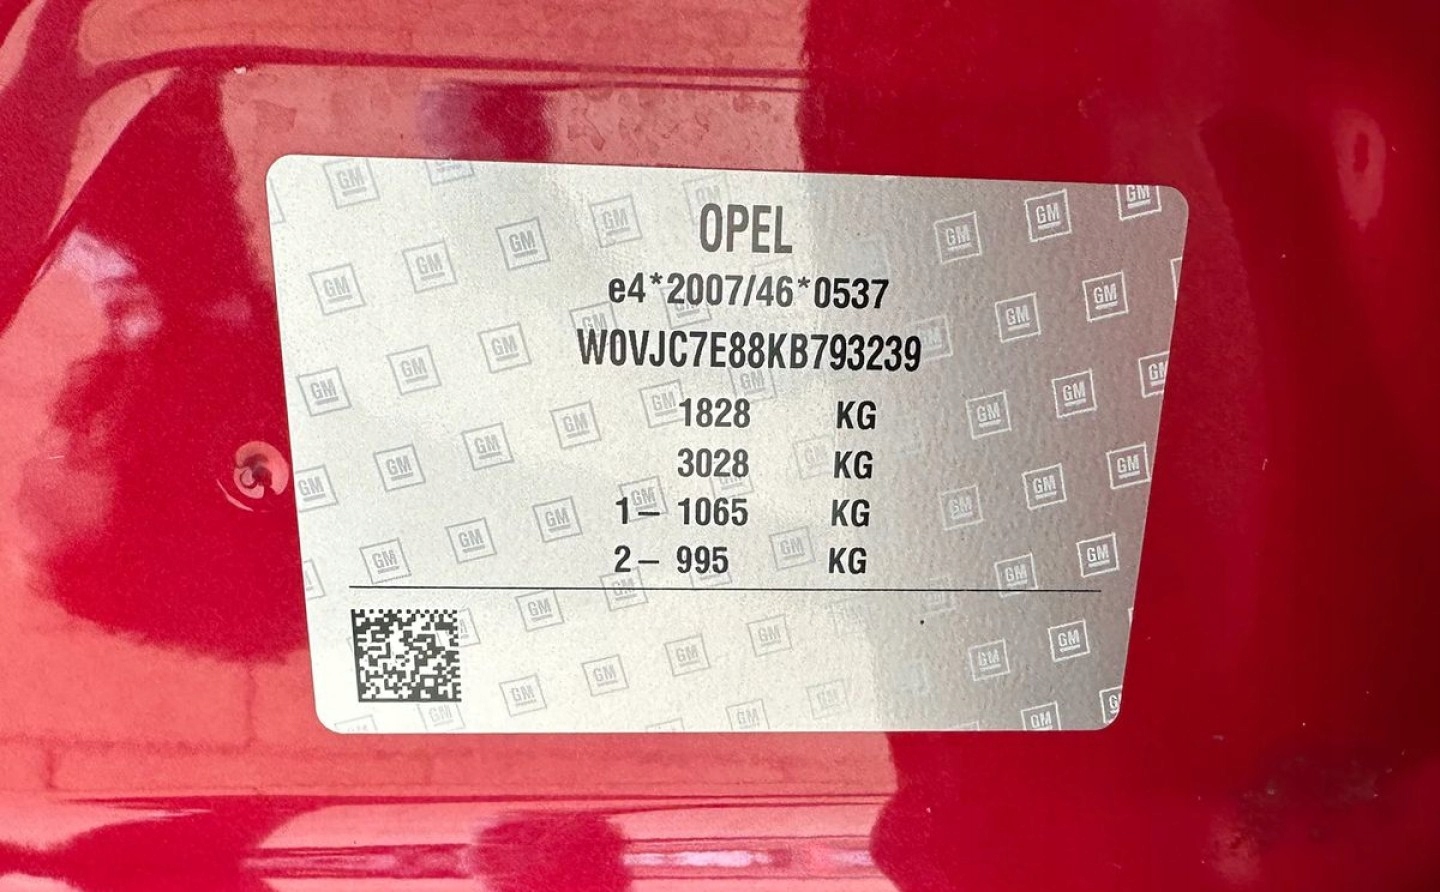 OPEL
e4*2007/46*0537
W0VJC7E88KB793239
1828 KG
3028 KG
1– 1065 KG
2– 995 KG